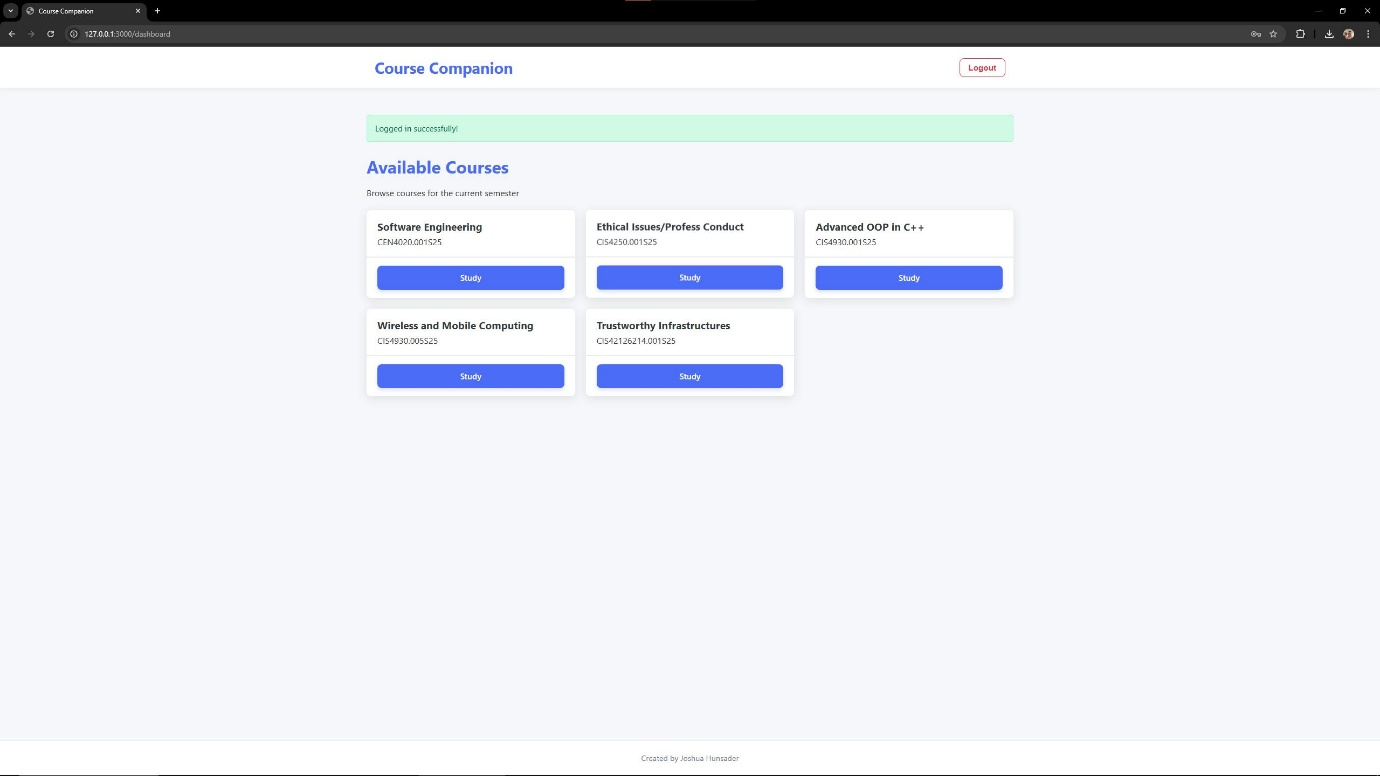 Course Companion
127.0.0.1:3000/dashboard
Course Companion
Logout
Logged in successfully!
Available Courses
Browse courses for the current semester
Software Engineering
CEN4020.001S25
Study
Ethical Issues/Profess Conduct
CIS4250.001S25
Study
Advanced OOP in C++
CIS4930.001S25
Study
Wireless and Mobile Computing
CIS4930.005S25
Study
Trustworthy Infrastructures
CIS42126214.001S25
Study
Created by Joshua Hunsader